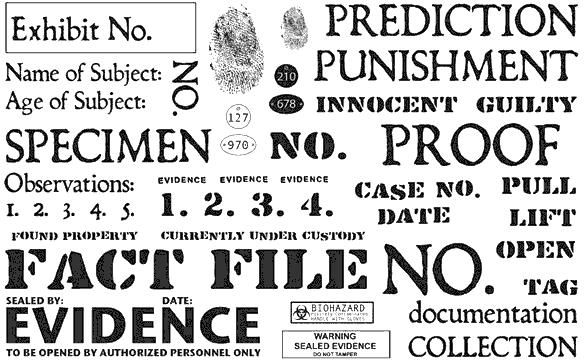 Exhibit No.
Name of Subject:
Age of Subject:
NO.
210
678
127
970
PREDICTION
PUNISHMENT
INNOCENT GUILTY
SPECIMEN
NO.
PROOF
Observations:
1. 2. 3. 4. 5.
EVIDENCE EVIDENCE EVIDENCE
1. 2. 3. 4.
CASE NO.
DATE
PULL
LIFT
FOUND PROPERTY
CURRENTLY UNDER CUSTODY
FACT FILE
NO.
OPEN
TAG
SEALED BY: DATE:
EVIDENCE
TO BE OPENED BY AUTHORIZED PERSONNEL ONLY
BIOHAZARD
HANDLE WITH GLOVES
WARNING
SEALED EVIDENCE
DO NOT TAMPER
documentation
COLLECTION